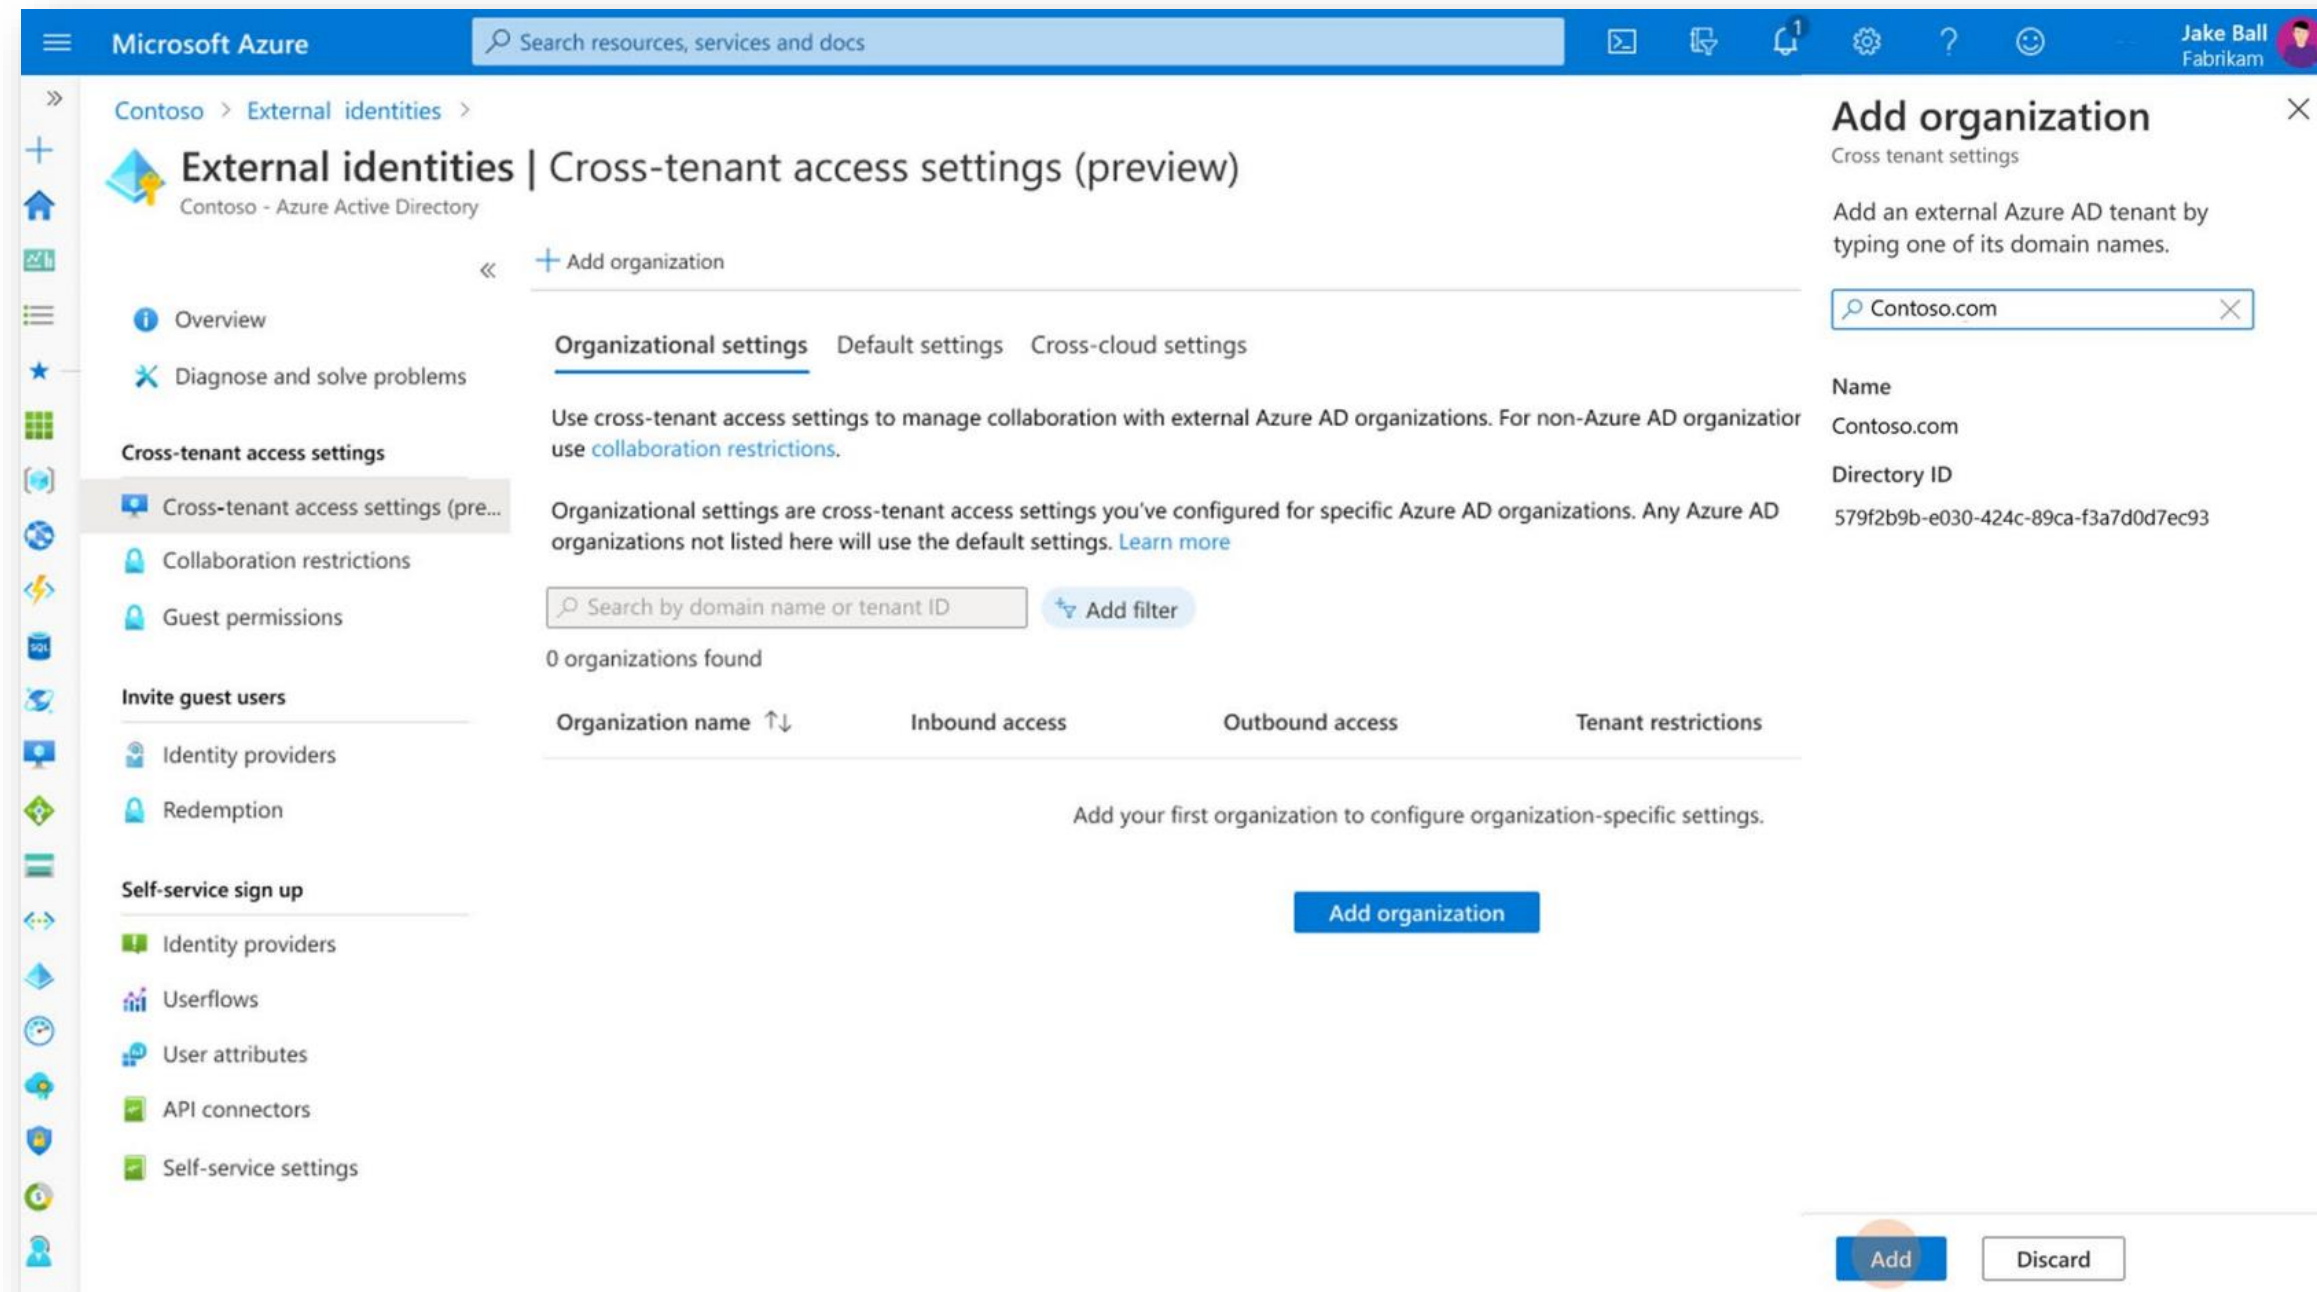 Microsoft Azure
Search resources, services and docs
1
Jake Ball
Fabrikam
Contoso > External identities >
External identities | Cross-tenant access settings (preview)
Contoso - Azure Active Directory
Overview
Diagnose and solve problems
Cross-tenant access settings
Cross-tenant access settings (pre...
Collaboration restrictions
Guest permissions
Invite guest users
Identity providers
Redemption
Self-service sign up
Identity providers
Userflows
User attributes
API connectors
Self-service settings
Add organization
Organizational settings Default settings Cross-cloud settings
Use cross-tenant access settings to manage collaboration with external Azure AD organizations. For non-Azure AD organization
use collaboration restrictions.
Organizational settings are cross-tenant access settings you've configured for specific Azure AD organizations. Any Azure AD
organizations not listed here will use the default settings. Learn more
Search by domain name or tenant ID Add filter
0 organizations found
Organization name ↑↓ Inbound access Outbound access Tenant restrictions
Add your first organization to configure organization-specific settings.
Add organization
Add organization
Cross tenant settings
Add an external Azure AD tenant by
typing one of its domain names.
Contoso.com
Name
Contoso.com
Directory ID
579f2b9b-e030-424c-89ca-f3a7d0d7ec93
Add Discard
SQL